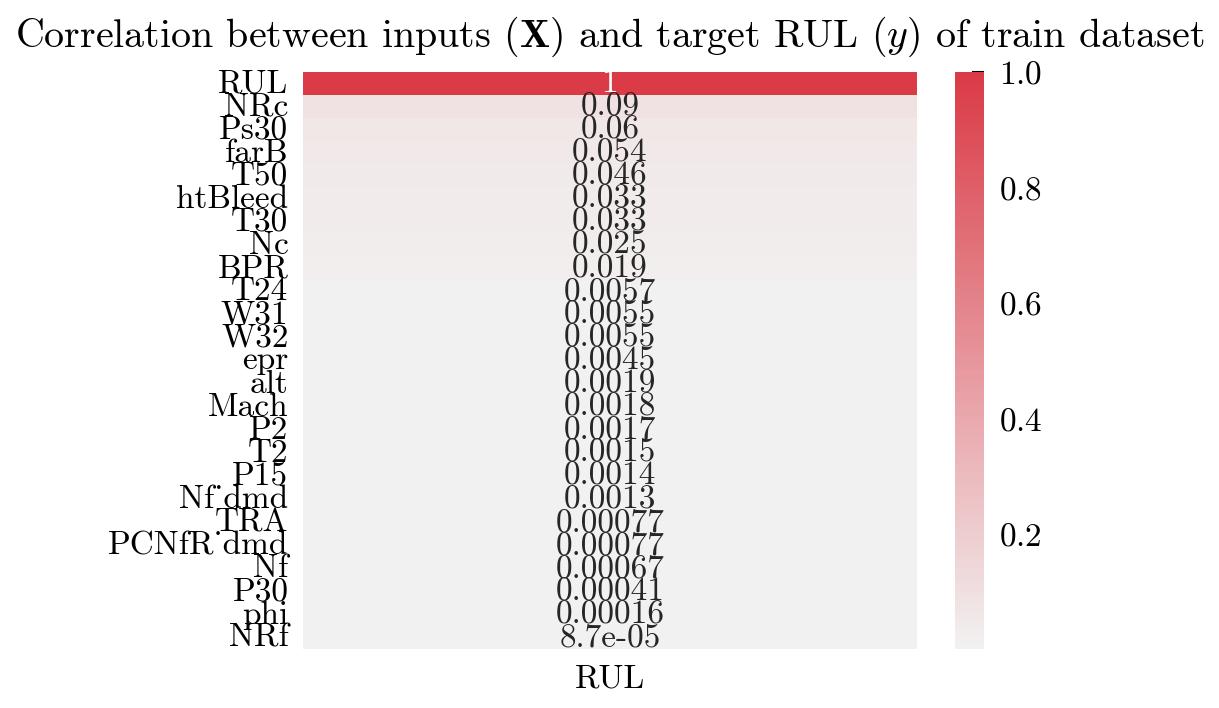 Correlation between inputs (X) and target RUL (y) of train dataset
RUL 1
NRc 0.09
Ps30 0.06
farB 0.054
T50 0.046
htBleed 0.033
T30 0.033
Nc 0.025
BPR 0.019
T24 0.0057
W31 0.0055
W32 0.0055
epr 0.0045
alt 0.0019
Mach 0.0018
P2 0.0017
T2 0.0015
P15 0.0014
Nf˙dmd 0.0013
TRA 0.00077
PCNfR˙dmd 0.00077
Nf 0.00067
P30 0.00041
phi 0.00016
NRf 8.7e-05
RUL
1.0
0.8
0.6
0.4
0.2